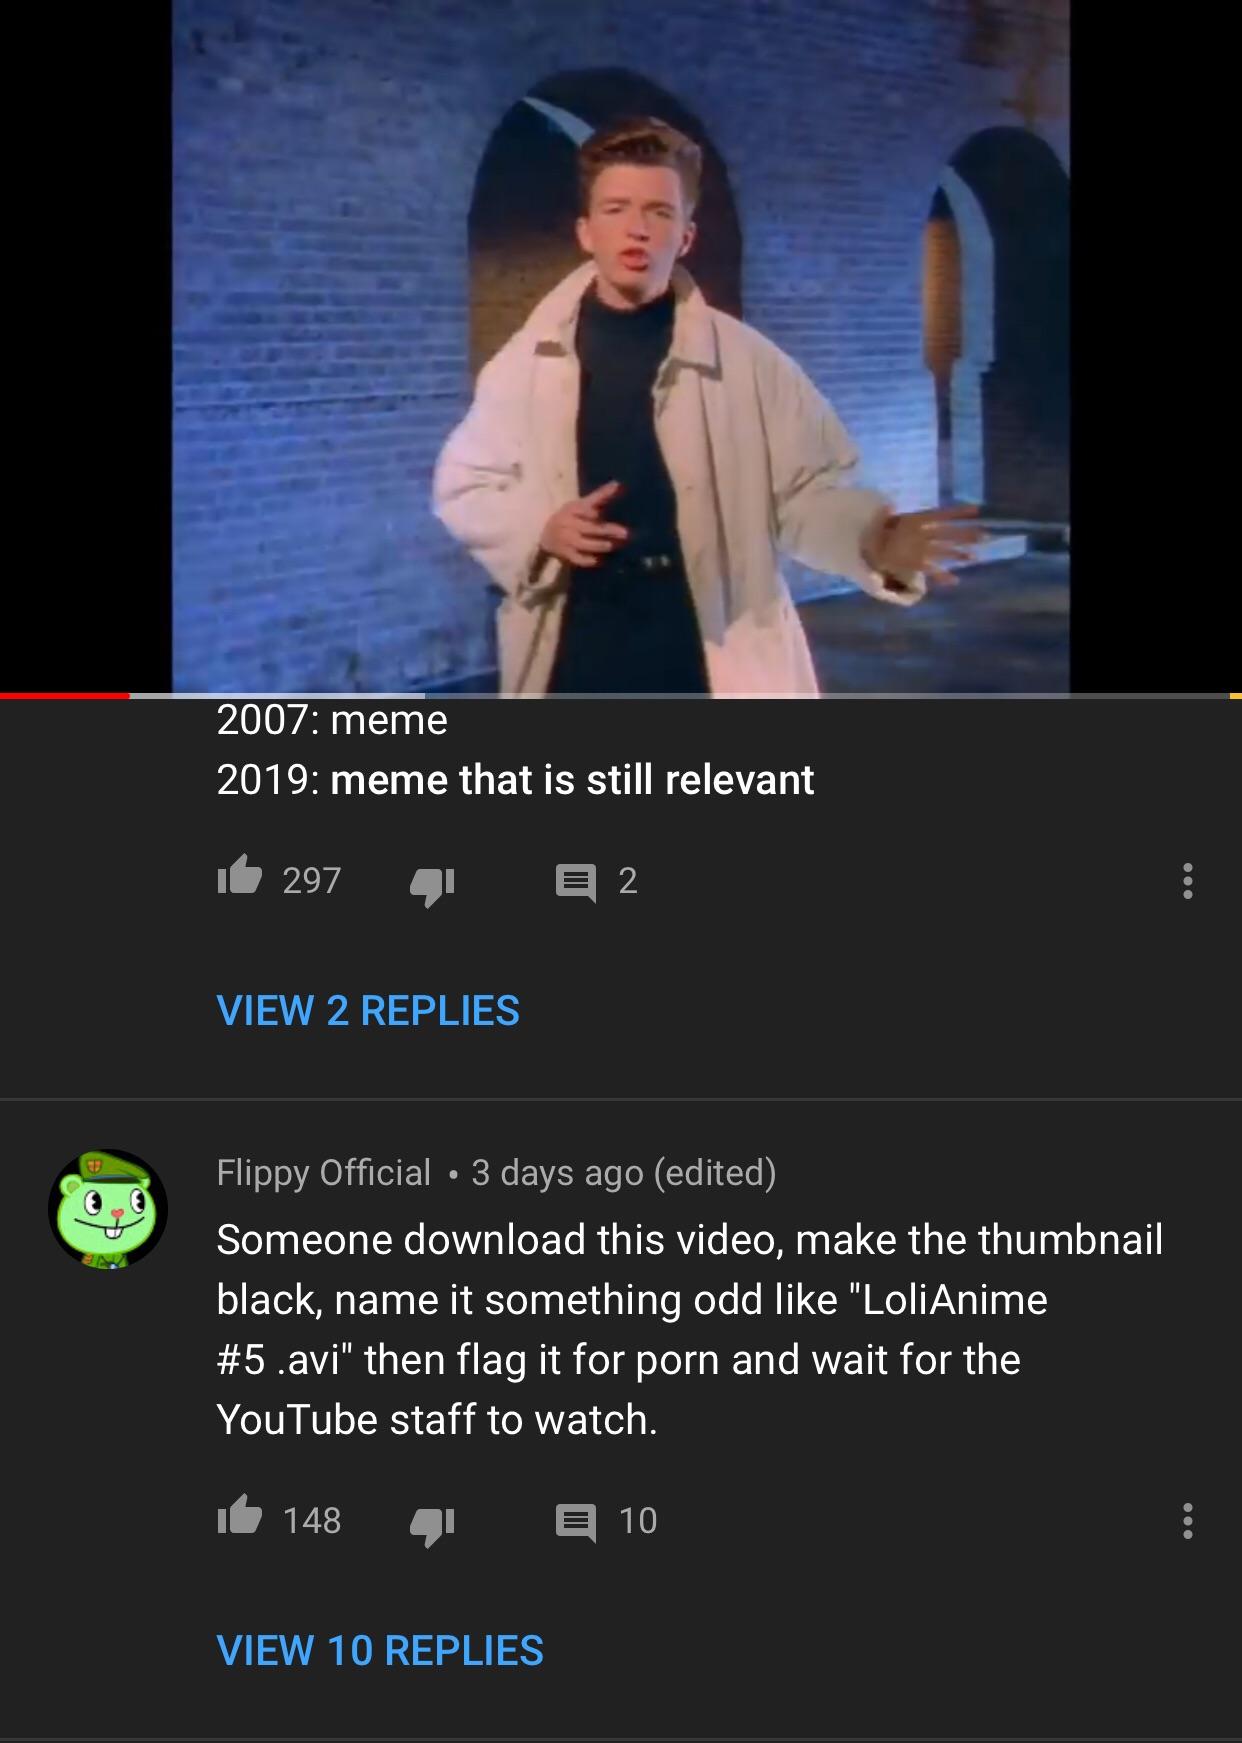 2007: meme
2019: meme that is still relevant
297
2
VIEW 2 REPLIES
Flippy Official • 3 days ago (edited)
Someone download this video, make the thumbnail
black, name it something odd like "LoliAnime
#5 .avi" then flag it for porn and wait for the
YouTube staff to watch.
148
10
VIEW 10 REPLIES